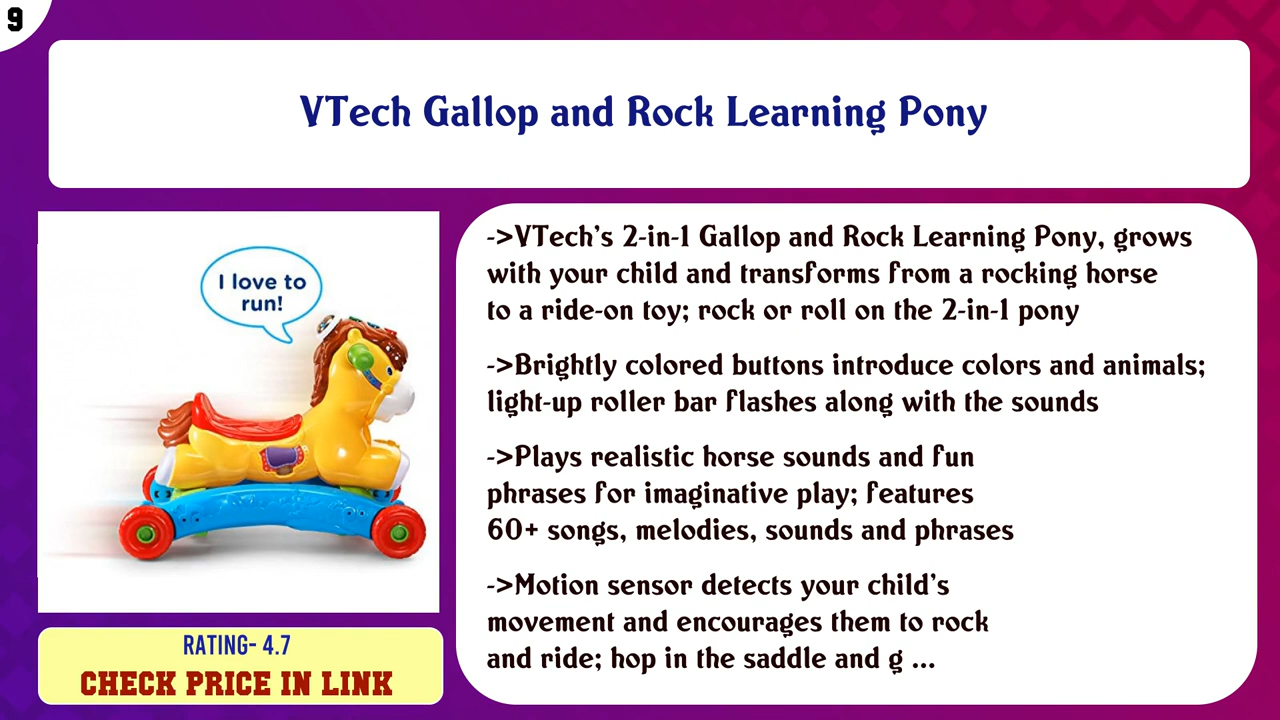 9
VTech Gallop and Rock Learning Pony
I love to
run!
->VTech's 2-in-1 Gallop and Rock Learning Pony, grows
with your child and transforms from a rocking horse
to a ride-on toy; rock or roll on the 2-in-1 pony
->Brightly colored buttons introduce colors and animals;
light-up roller bar flashes along with the sounds
->Plays realistic horse sounds and fun
phrases for imaginative play; features
60+ songs, melodies, sounds and phrases
->Motion sensor detects your child's
movement and encourages them to rock
and ride; hop in the saddle and g ...
RATING- 4.7
CHECK PRICE IN LINK